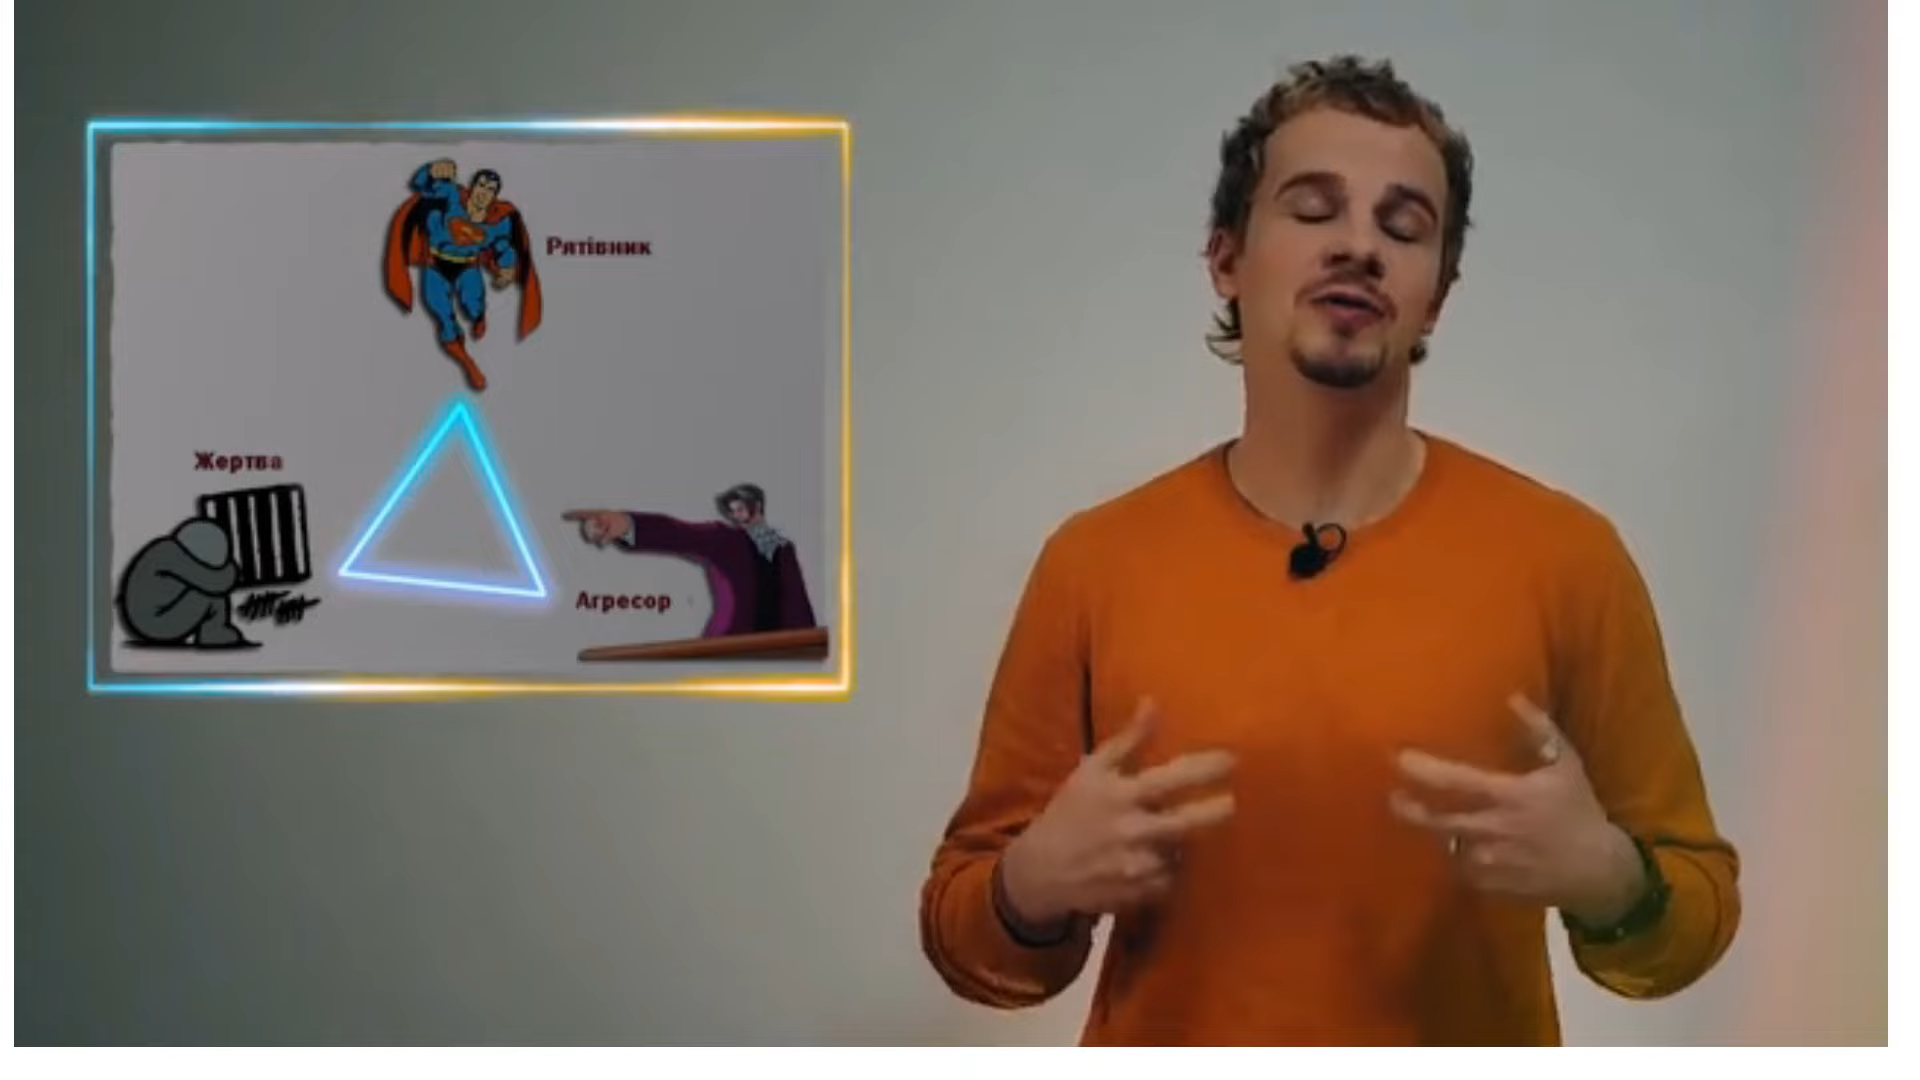 Рятівник
Жертва
Агресор